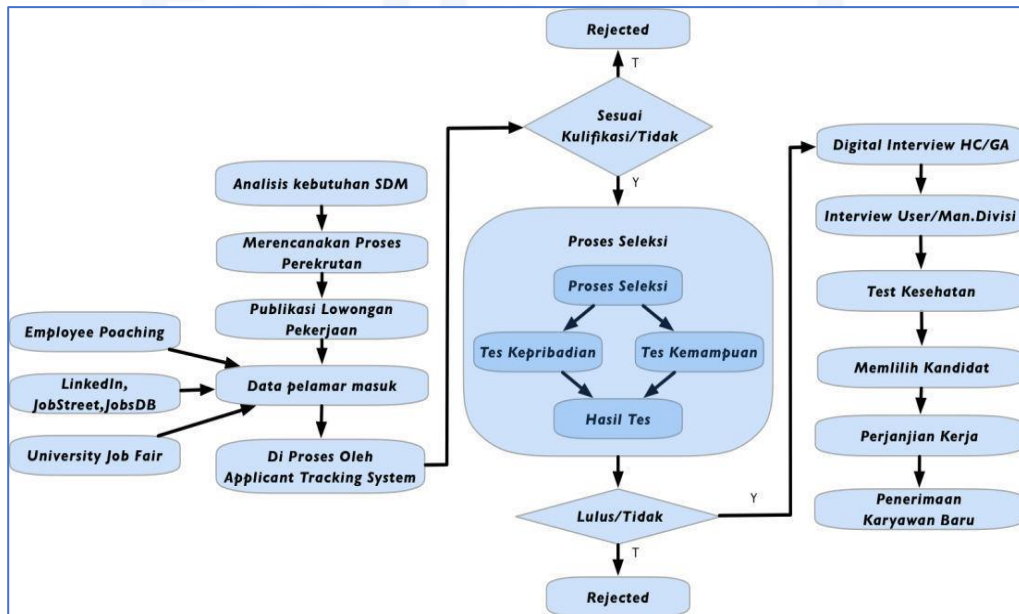 Analisis kebutuhan SDM
Merencanakan Proses
Perekrutan
Publikasi Lowongan
Pekerjaan
Employee Poaching
LinkedIn,
JobStreet,JobsDB
University Job Fair
Data pelamar masuk
Di Proses Oleh
Applicant Tracking System
Rejected
T
Sesuai
Kulifikasi/Tidak
Y
Proses Seleksi
Proses Seleksi
Tes Kepribadian
Tes Kemampuan
Hasil Tes
Lulus/Tidak
Y
T
Rejected
Digital Interview HC/GA
Interview User/Man.Divisi
Test Kesehatan
Memlilih Kandidat
Perjanjian Kerja
Penerimaan
Karyawan Baru